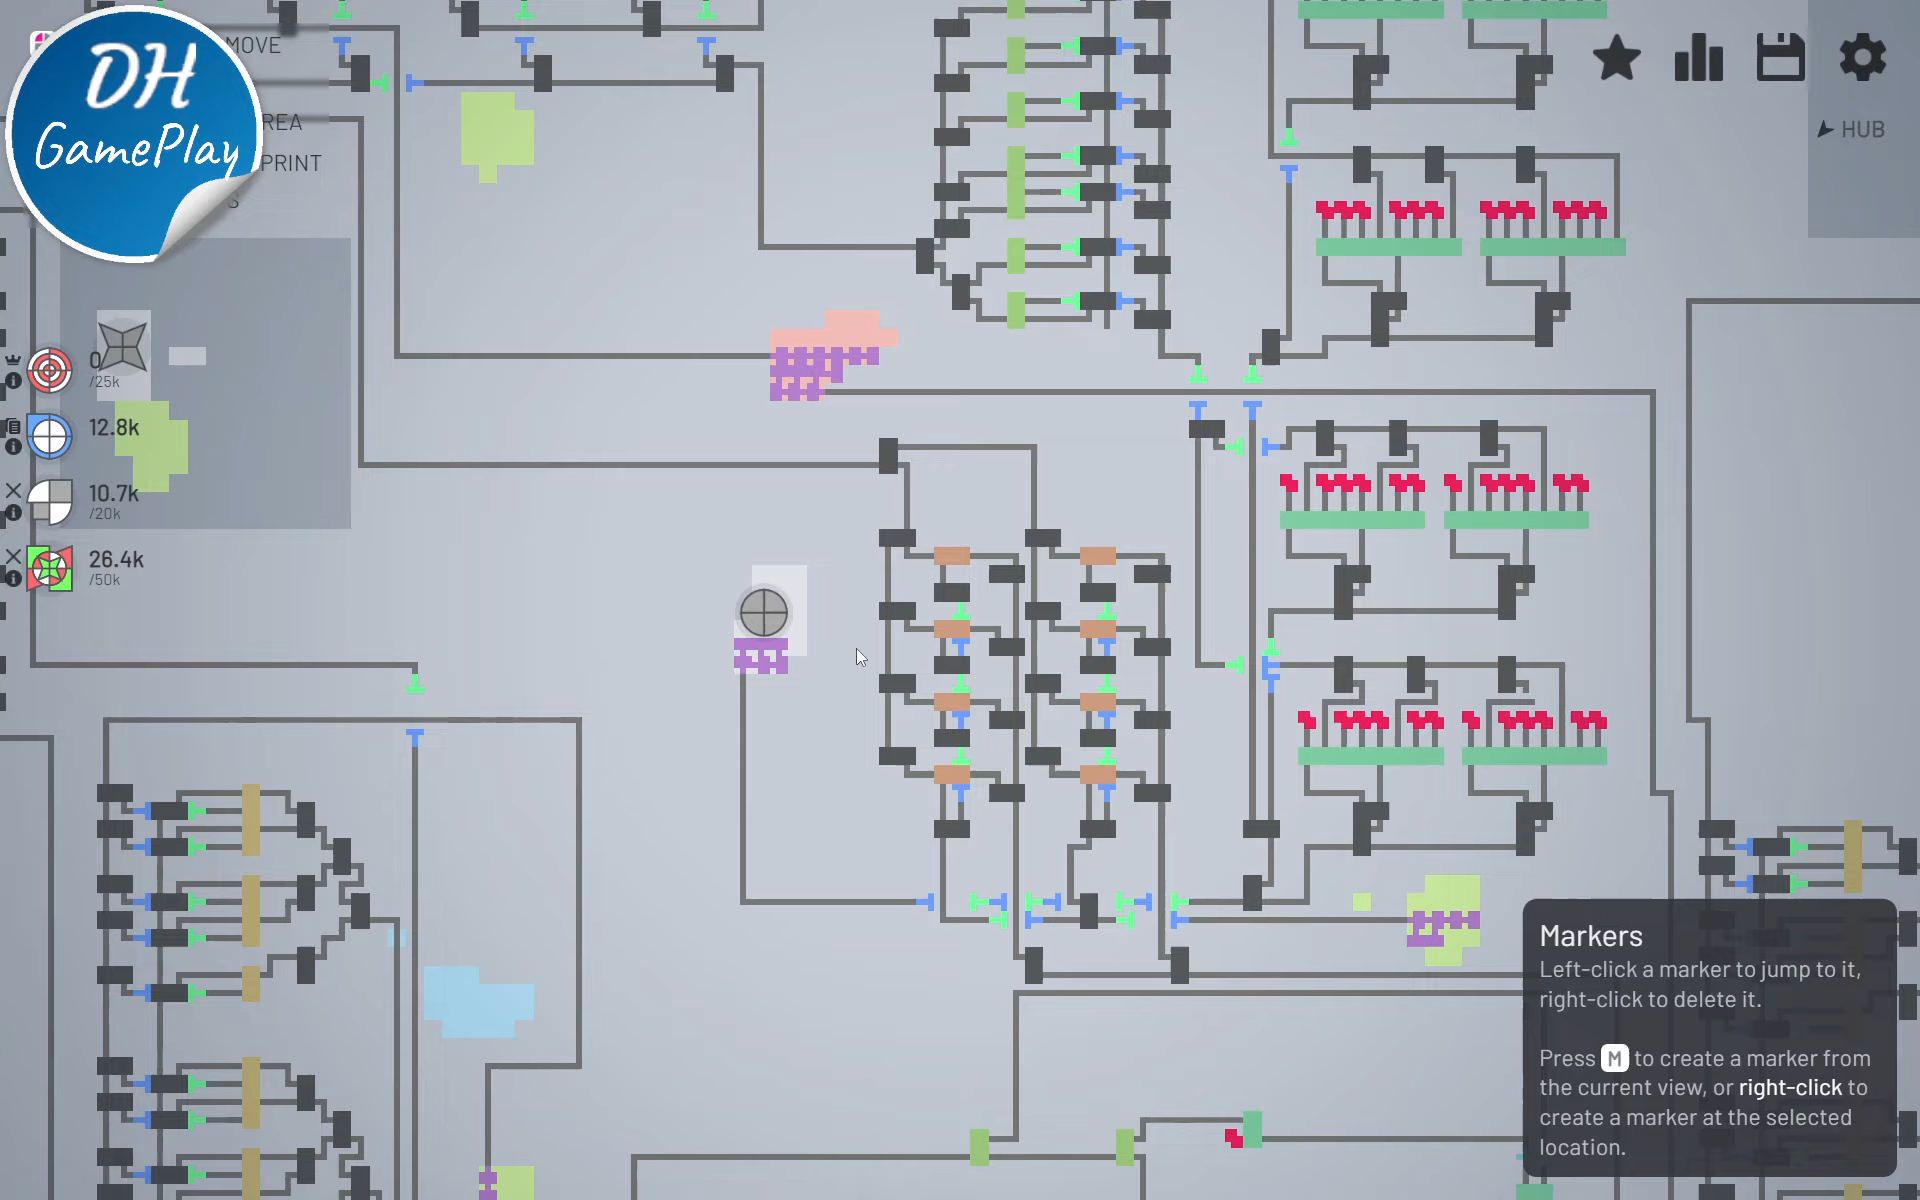 DH
GamePlay
MOVE
REA
PRINT
S
HUB
0
/25k
12.8k
10.7k
/20k
26.4k
/50k
Markers
Left-click a marker to jump to it,
right-click to delete it.
Press M to create a marker from
the current view, or right-click to
create a marker at the selected
location.